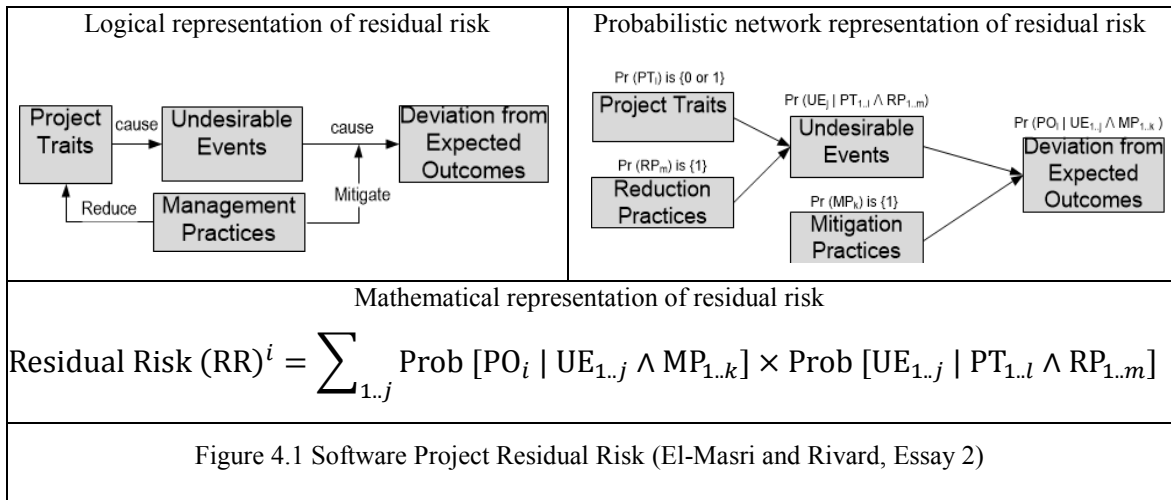 Logical representation of residual risk
Project
Traits
cause
Undesirable
Events
cause
Deviation from
Expected
Outcomes
Reduce
Management
Practices
Mitigate
Probabilistic network representation of residual risk
Pr (PT_l) is {0 or 1}
Project Traits
Pr (RP_m) is {1}
Reduction
Practices
Pr (UE_j | PT_1..l Λ RP_1..m)
Undesirable
Events
Pr (MP_k) is {1}
Mitigation
Practices
Pr (PO_i | UE_1..j Λ MP_1..k )
Deviation from
Expected
Outcomes
Mathematical representation of residual risk
Residual Risk (RR)^i = ∑_1..j Prob [PO_i | UE_1..j ∧ MP_1..k] × Prob [UE_1..j | PT_1..l ∧ RP_1..m]
Figure 4.1 Software Project Residual Risk (El-Masri and Rivard, Essay 2)